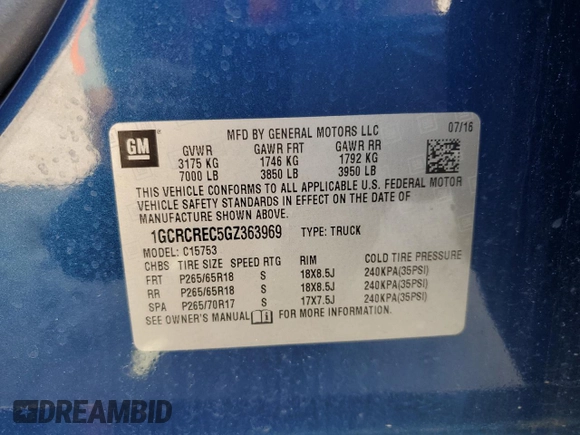 GM
MFD BY GENERAL MOTORS LLC
07/16
GVWR GAWR FRT GAWR RR
3175 KG 1746 KG 1792 KG
7000 LB 3850 LB 3950 LB
THIS VEHICLE CONFORMS TO ALL APPLICABLE U.S. FEDERAL MOTOR
VEHICLE SAFETY STANDARDS IN EFFECT ON THE DATE OF
MANUFACTURE SHOWN ABOVE.
1GCRCREC5GZ363969 TYPE: TRUCK
MODEL: C15753
CHBS TIRE SIZE SPEED RTG RIM COLD TIRE PRESSURE
FRT P265/65R18 S 18X8.5J 240KPA(35PSI)
RR P265/65R18 S 18X8.5J 240KPA(35PSI)
SPA P265/70R17 S 17X7.5J 240KPA(35PSI)
SEE OWNER'S MANUAL FOR MORE INFORMATION.
DREAMBID